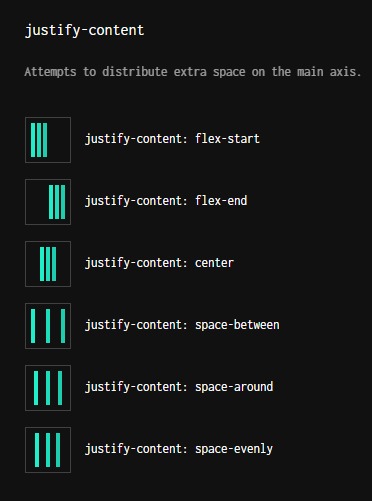 justify-content
Attempts to distribute extra space on the main axis.
justify-content: flex-start
justify-content: flex-end
justify-content: center
justify-content: space-between
justify-content: space-around
justify-content: space-evenly